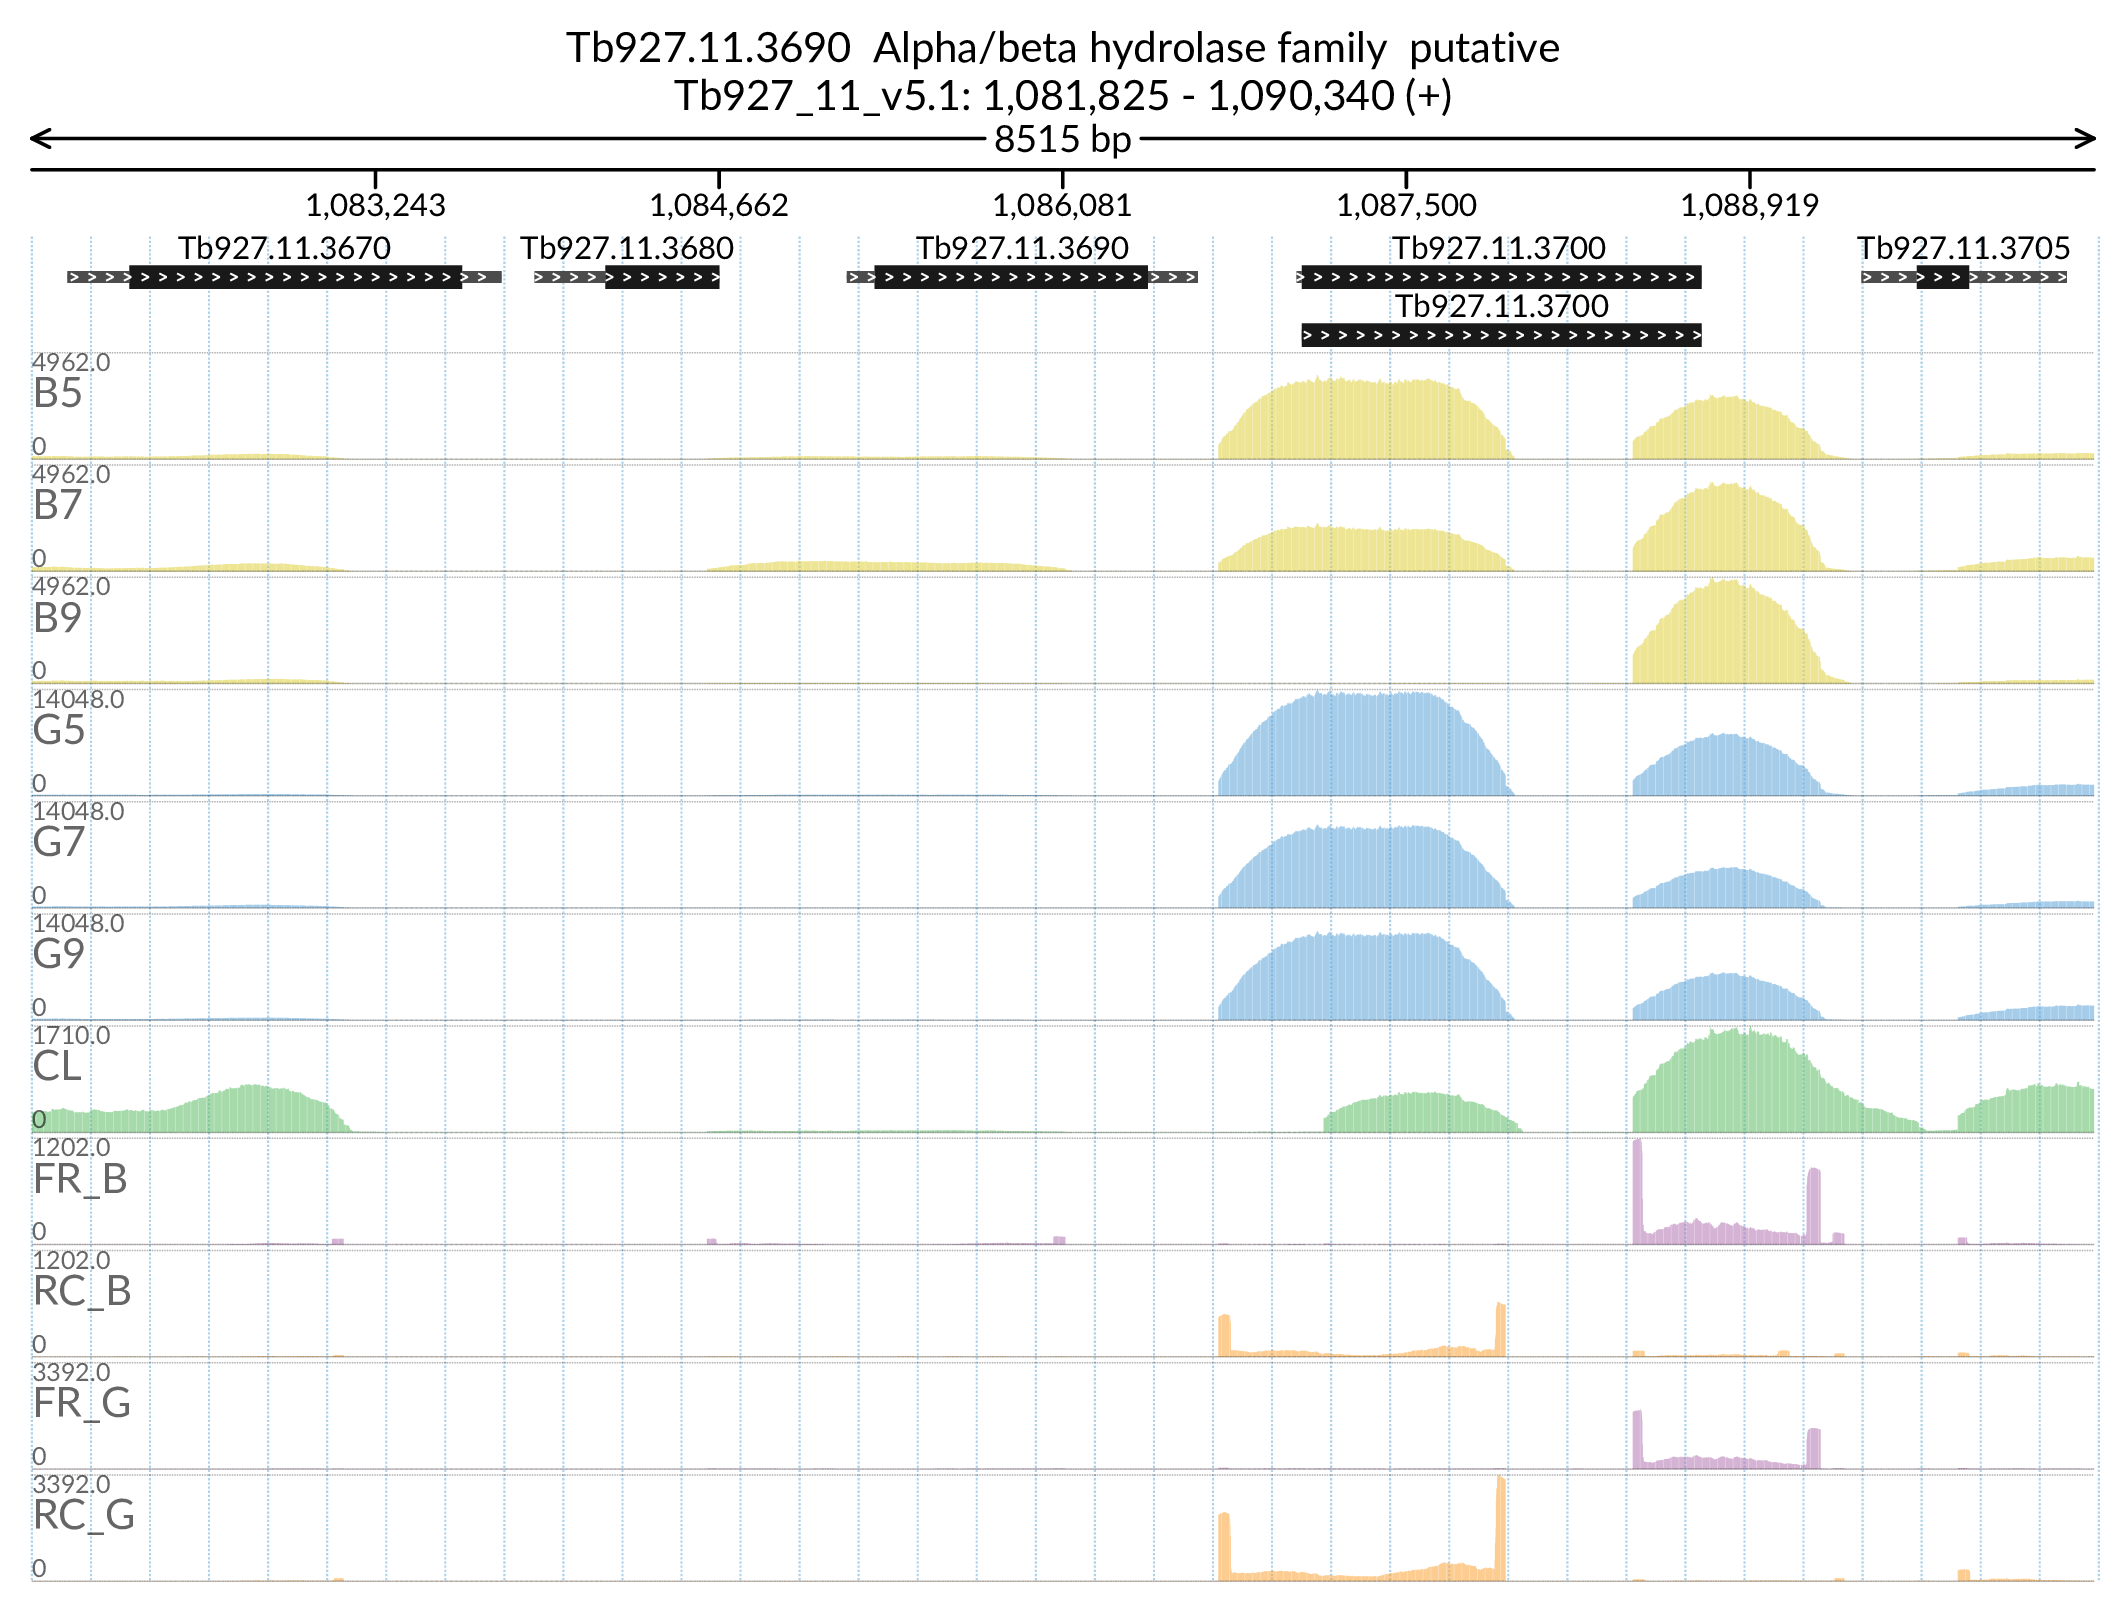 Tb927.11.3690 Alpha/beta hydrolase family putative
Tb927_11_v5.1: 1,081,825 - 1,090,340 (+)
8515 bp
1,083,243 1,084,662 1,086,081 1,087,500 1,088,919
Tb927.11.3670 Tb927.11.3680 Tb927.11.3690 Tb927.11.3700 Tb927.11.3705
Tb927.11.3700
4962.0
B5
0
4962.0
B7
0
4962.0
B9
0
14048.0
G5
0
14048.0
G7
0
14048.0
G9
0
1710.0
CL
0
1202.0
FR_B
0
1202.0
RC_B
0
3392.0
FR_G
0
3392.0
RC_G
0